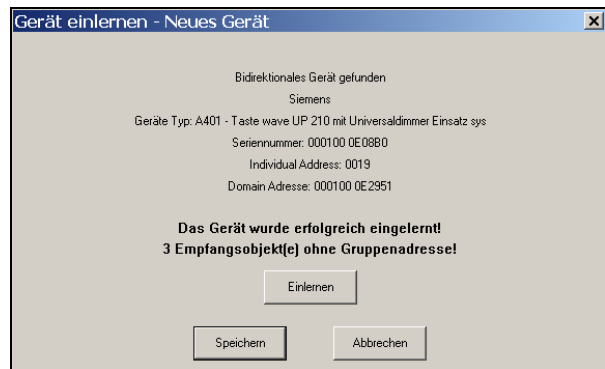 Gerät einlernen - Neues Gerät
Bidirektionales Gerät gefunden
Siemens
Geräte Typ: A401 - Taste wave UP 210 mit Universaldimmer Einsatz sys
Seriennummer: 000100 0E08B0
Individual Address: 0019
Domain Adresse: 000100 0E2951
Das Gerät wurde erfolgreich eingelernt!
3 Empfangsobjekt(e) ohne Gruppenadresse!
Einlernen
Speichern Abbrechen